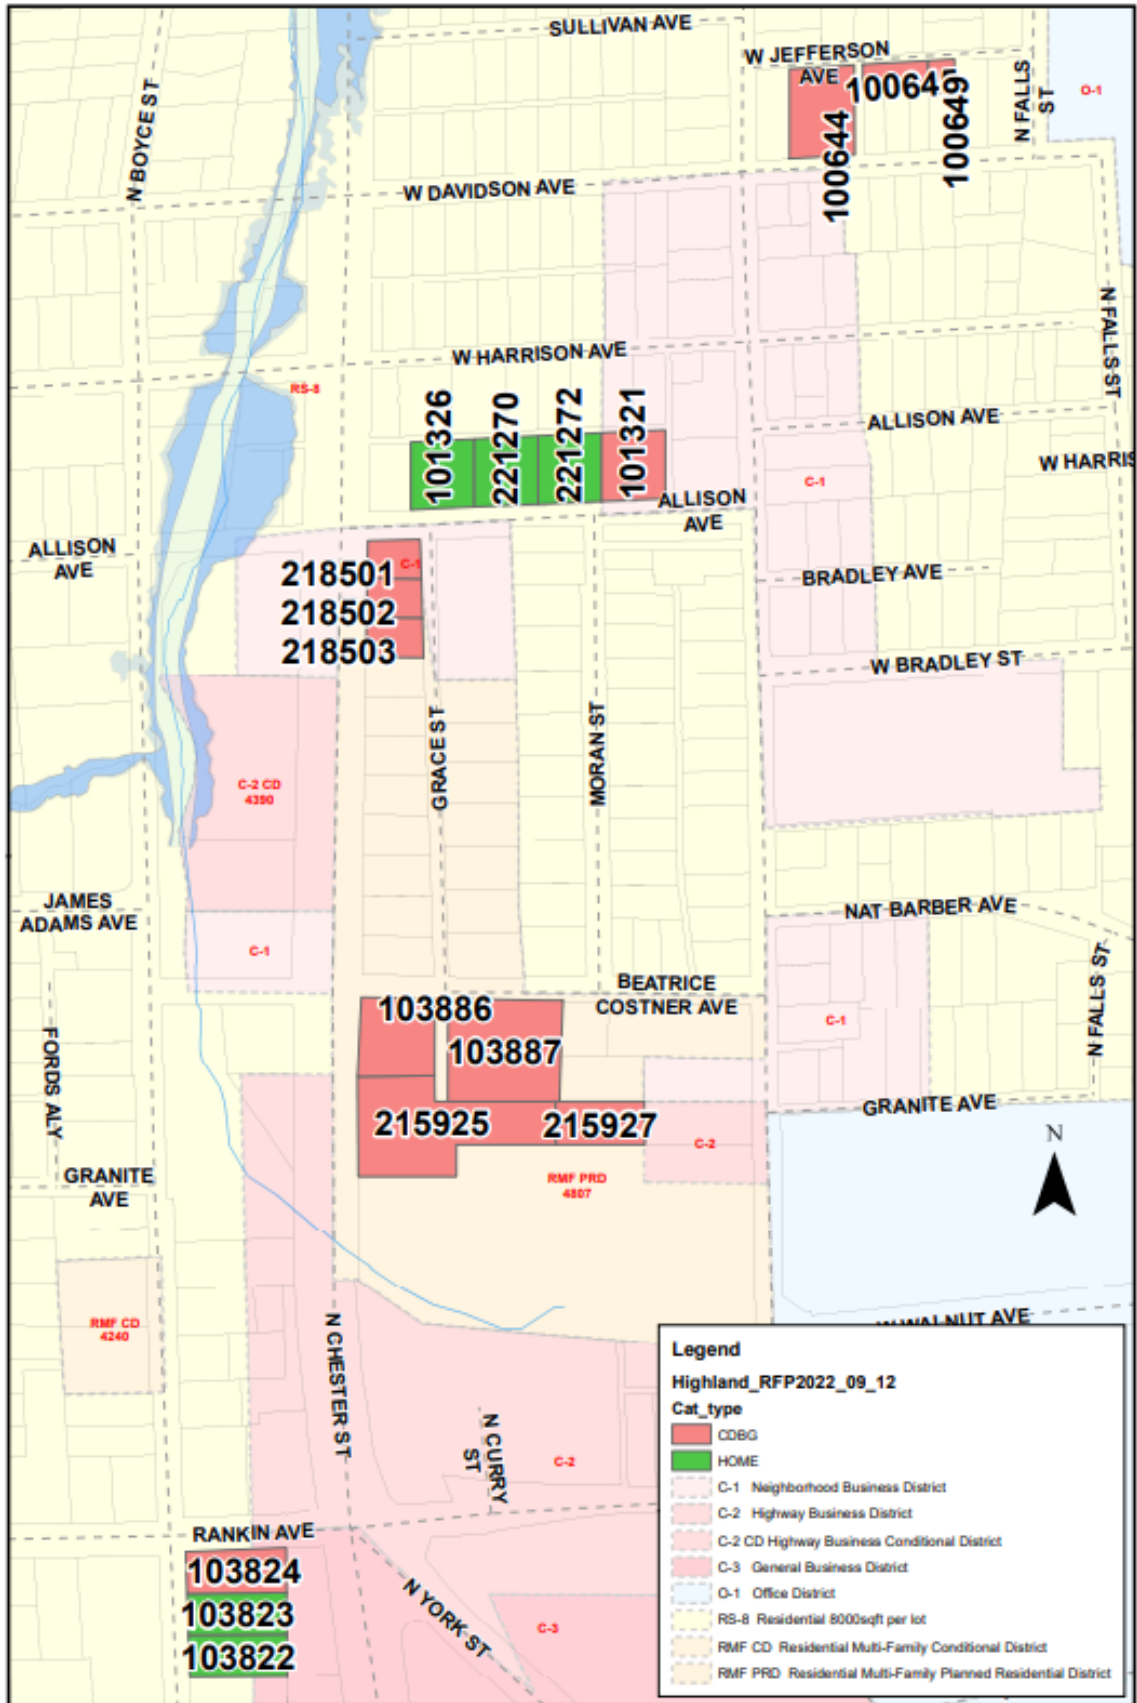 SULLIVAN AVE
W JEFFERSON
AVE
N FALLS
ST
O-1
N BOYCE ST
100644
10064
100649
W DAVIDSON AVE
N FALLS ST
W HARRISON AVE
RS-8
ALLISON AVE
W HARRIS
101326
221270
221272
101321
C-1
ALLISON
AVE
ALLISON
AVE
218501
C-1
218502
218503
BRADLEY AVE
W BRADLEY ST
GRACE ST
MORAN ST
C-2 CD
4390
JAMES
ADAMS AVE
NAT BARBER AVE
C-1
BEATRICE
COSTNER AVE
N FALLS ST
103886
103887
C-1
FORDS ALY
215925
215927
GRANITE AVE
C-2
N
GRANITE
AVE
RMF PRD
4807
RMF CD
4240
N CHESTER ST
W WALNUT AVE
N CURRY
ST
C-2
RANKIN AVE
103824
103823
103822
N YORK ST
C-3
Legend
Highland_RFP2022_09_12
Cat_type
CDBG
HOME
C-1 Neighborhood Business District
C-2 Highway Business District
C-2 CD Highway Business Conditional District
C-3 General Business District
O-1 Office District
RS-8 Residential 8000sqft per lot
RMF CD Residential Multi-Family Conditional District
RMF PRD Residential Multi-Family Planned Residential District